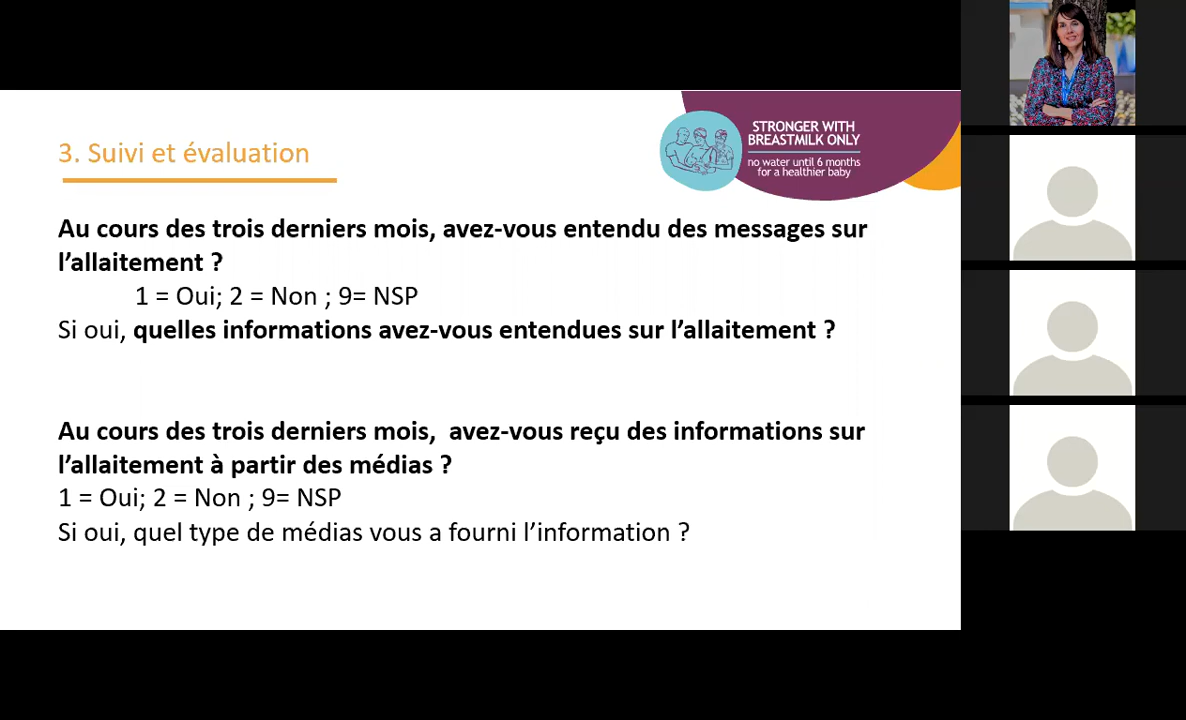 3. Suivi et évaluation
STRONGER WITH
BREASTMILK ONLY
no water until 6 months
for a healthier baby
Au cours des trois derniers mois, avez-vous entendu des messages sur
l’allaitement ?
1 = Oui; 2 = Non ; 9= NSP
Si oui, quelles informations avez-vous entendues sur l’allaitement ?
Au cours des trois derniers mois,  avez-vous reçu des informations sur
l’allaitement à partir des médias ?
1 = Oui; 2 = Non ; 9= NSP
Si oui, quel type de médias vous a fourni l’information ?